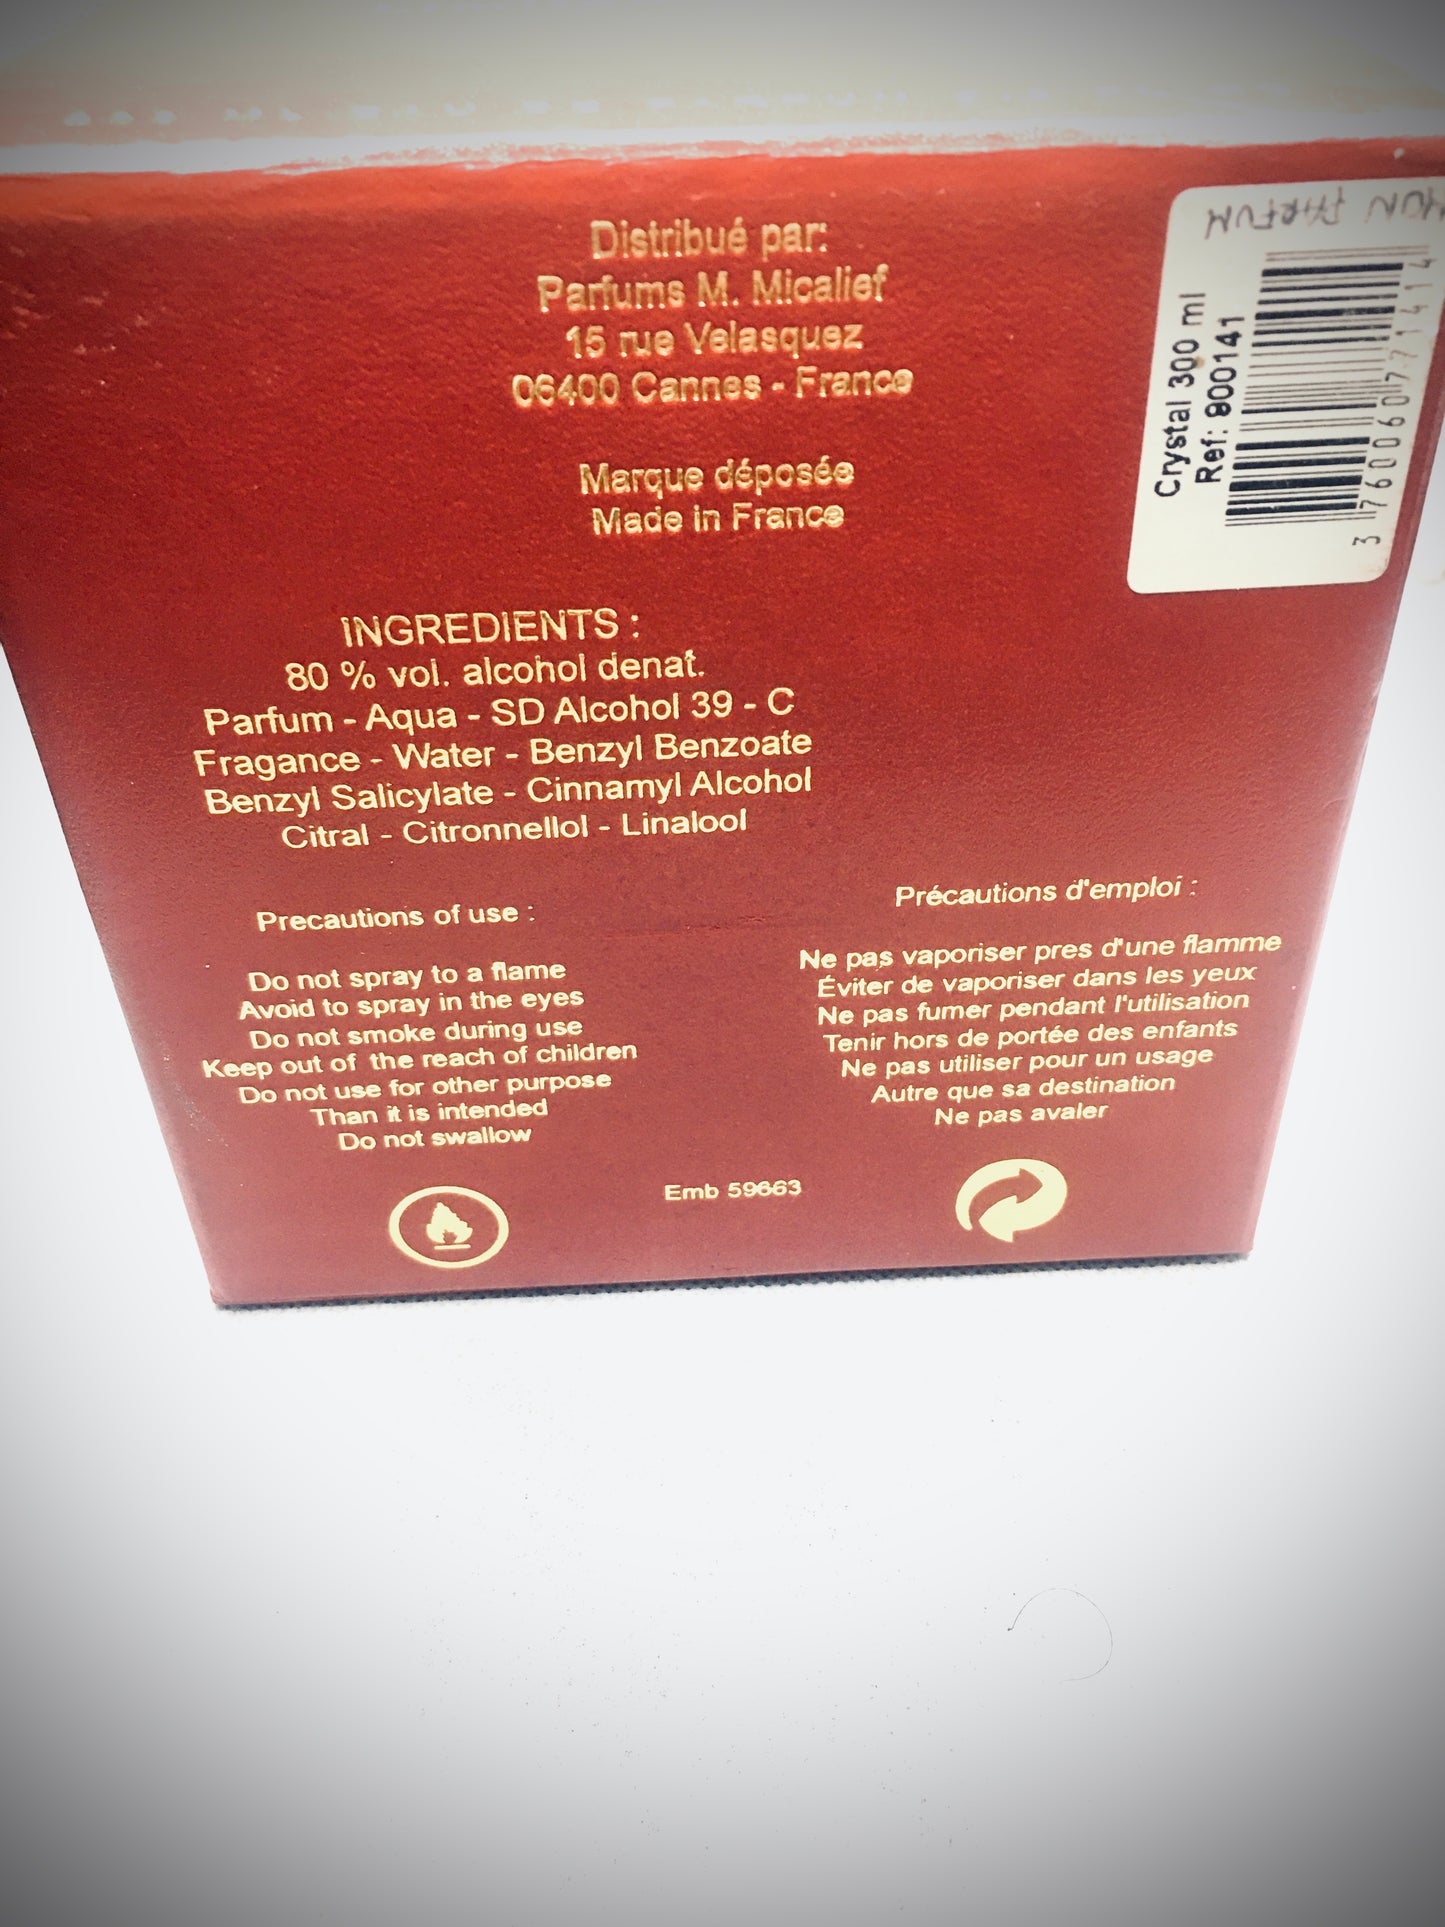 Distribué par:
Parfums M. Micallef
15 rue Velasquez
06400 Cannes - France
Marque déposée
Made in France
MON PARFUM
Crystal 300 ml
Ref: 900141
3 760060 771414
INGREDIENTS :
80 % vol. alcohol denat.
Parfum - Aqua - SD Alcohol 39 - C
Fragance - Water - Benzyl Benzoate
Benzyl Salicylate - Cinnamyl Alcohol
Citral - Citronnellol - Linalool
Precautions of use :
Do not spray to a flame
Avoid to spray in the eyes
Do not smoke during use
Keep out of the reach of children
Do not use for other purpose
Than it is intended
Do not swallow
Précautions d'emploi :
Ne pas vaporiser pres d'une flamme
Éviter de vaporiser dans les yeux
Ne pas fumer pendant l'utilisation
Tenir hors de portée des enfants
Ne pas utiliser pour un usage
Autre que sa destination
Ne pas avaler
Emb 59663